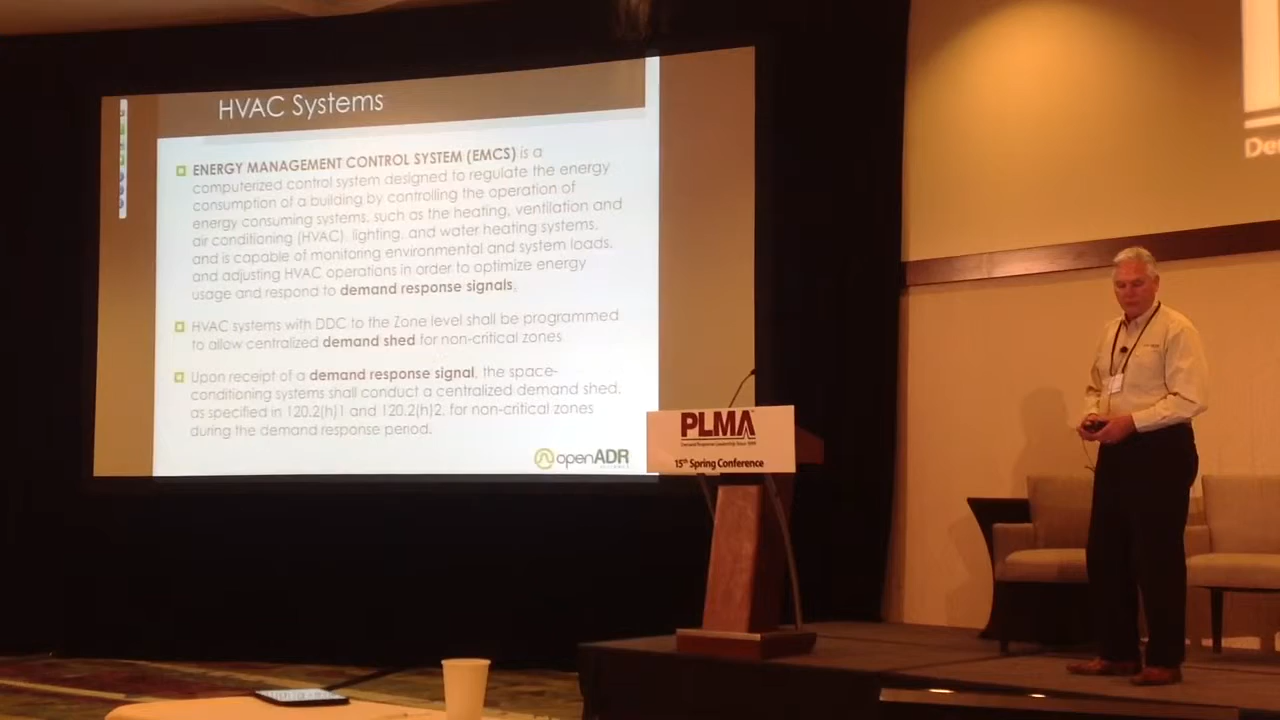 HVAC Systems
ENERGY MANAGEMENT CONTROL SYSTEM (EMCS) is a
computerized control system designed to regulate the energy
consumption of a building by controlling the operation of
energy consuming systems, such as the heating, ventilation and
air conditioning (HVAC), lighting, and water heating systems,
and is capable of monitoring environmental and system loads,
and adjusting HVAC operations in order to optimize energy
usage and respond to demand response signals.
HVAC systems with DDC to the Zone level shall be programmed
to allow centralized demand shed for non-critical zones
Upon receipt of a demand response signal, the space-
conditioning systems shall conduct a centralized demand shed,
as specified in 120.2(h)1 and 120.2(h)2, for non-critical zones
during the demand response period.
openADR
ALLIANCE
PLMA
15th Spring Conference
De